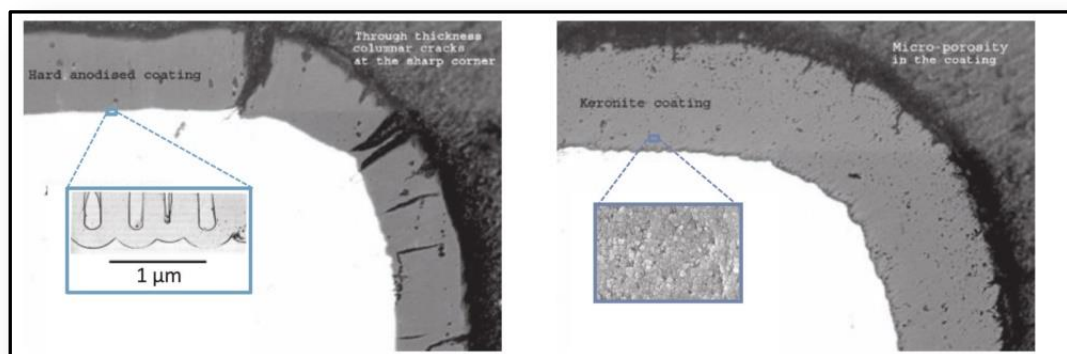 Through thickness
columnar cracks
at the sharp corner
Hard anodised coating
1 μm
Micro-porosity
in the coating
Keronite coating